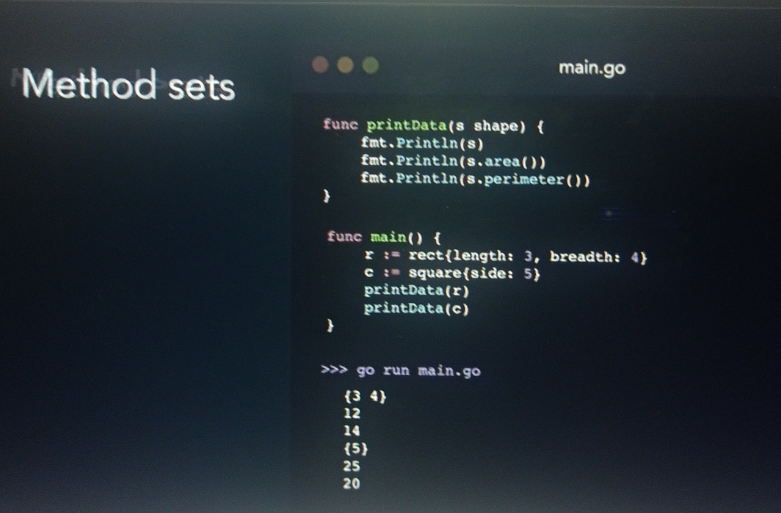 Method sets
main.go
func printData(s shape) {
    fmt.Println(s)
    fmt.Println(s.area())
    fmt.Println(s.perimeter())
}
func main() {
    r := rect{length: 3, breadth: 4}
    c := square{side: 5}
    printData(r)
    printData(c)
}
>>> go run main.go
{3 4}
12
14
{5}
25
20